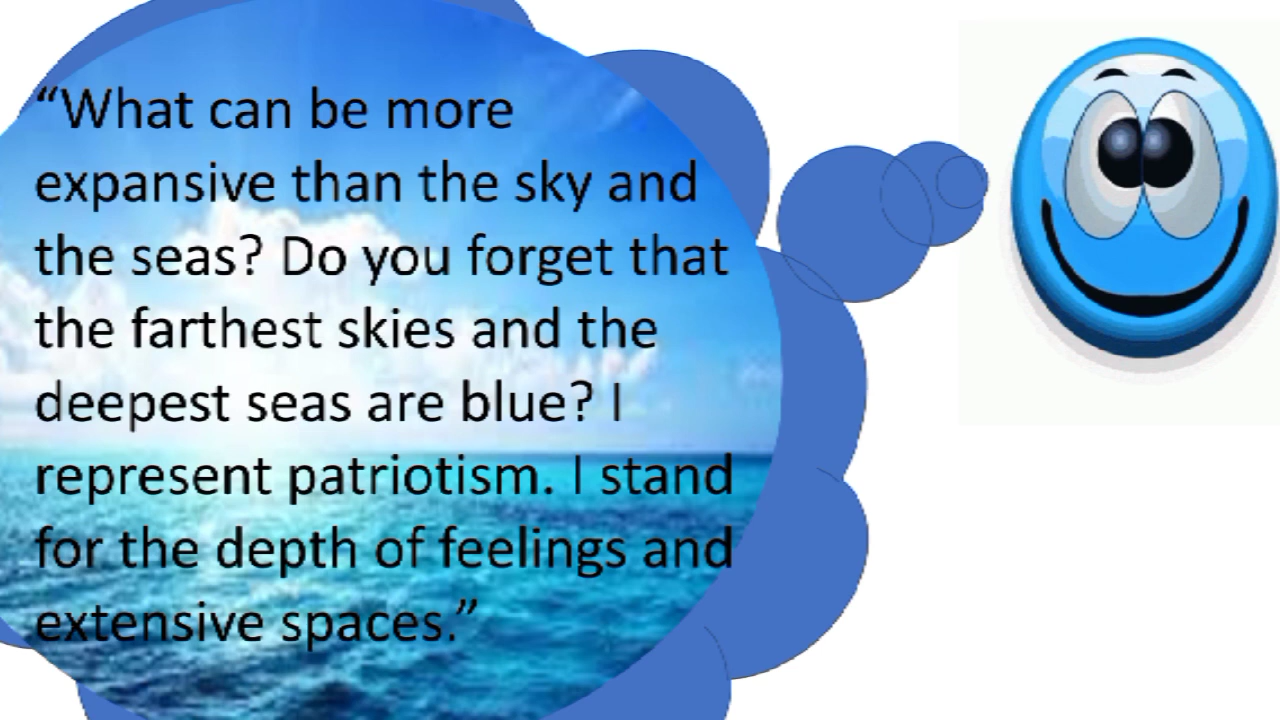 “What can be more
expansive than the sky and
the seas? Do you forget that
the farthest skies and the
deepest seas are blue? I
represent patriotism. I stand
for the depth of feelings and
extensive spaces.”